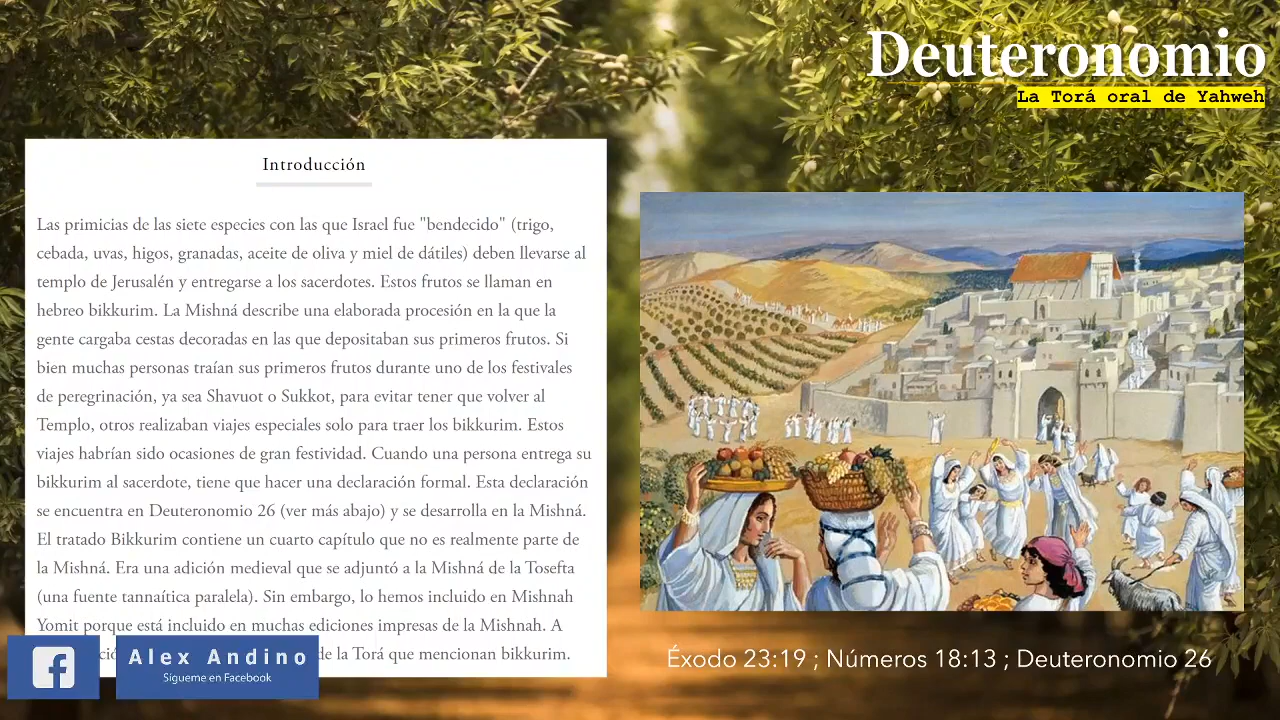 Deuteronomio
La Torá oral de Yahweh
Introducción
Las primicias de las siete especies con las que Israel fue "bendecido" (trigo,
cebada, uvas, higos, granadas, aceite de oliva y miel de dátiles) deben llevarse al
templo de Jerusalén y entregarse a los sacerdotes. Estos frutos se llaman en
hebreo bikkurim. La Mishná describe una elaborada procesión en la que la
gente cargaba cestas decoradas en las que depositaban sus primeros frutos. Si
bien muchas personas traían sus primeros frutos durante uno de los festivales
de peregrinación, ya sea Shavuot o Sukkot, para evitar tener que volver al
Templo, otros realizaban viajes especiales solo para traer los bikkurim. Estos
viajes habrían sido ocasiones de gran festividad. Cuando una persona entrega su
bikkurim al sacerdote, tiene que hacer una declaración formal. Esta declaración
se encuentra en Deuteronomio 26 (ver más abajo) y se desarrolla en la Mishná.
El tratado Bikkurim contiene un cuarto capítulo que no es realmente parte de
la Mishná. Era una adición medieval que se adjuntó a la Mishná de la Tosefta
(una fuente tannaítica paralela). Sin embargo, lo hemos incluido en Mishnah
Yomit porque está incluido en muchas ediciones impresas de la Mishnah. A
de la Torá que mencionan bikkurim.
Alex Andino
Sígueme en Facebook
Éxodo 23:19 ; Números 18:13 ; Deuteronomio 26